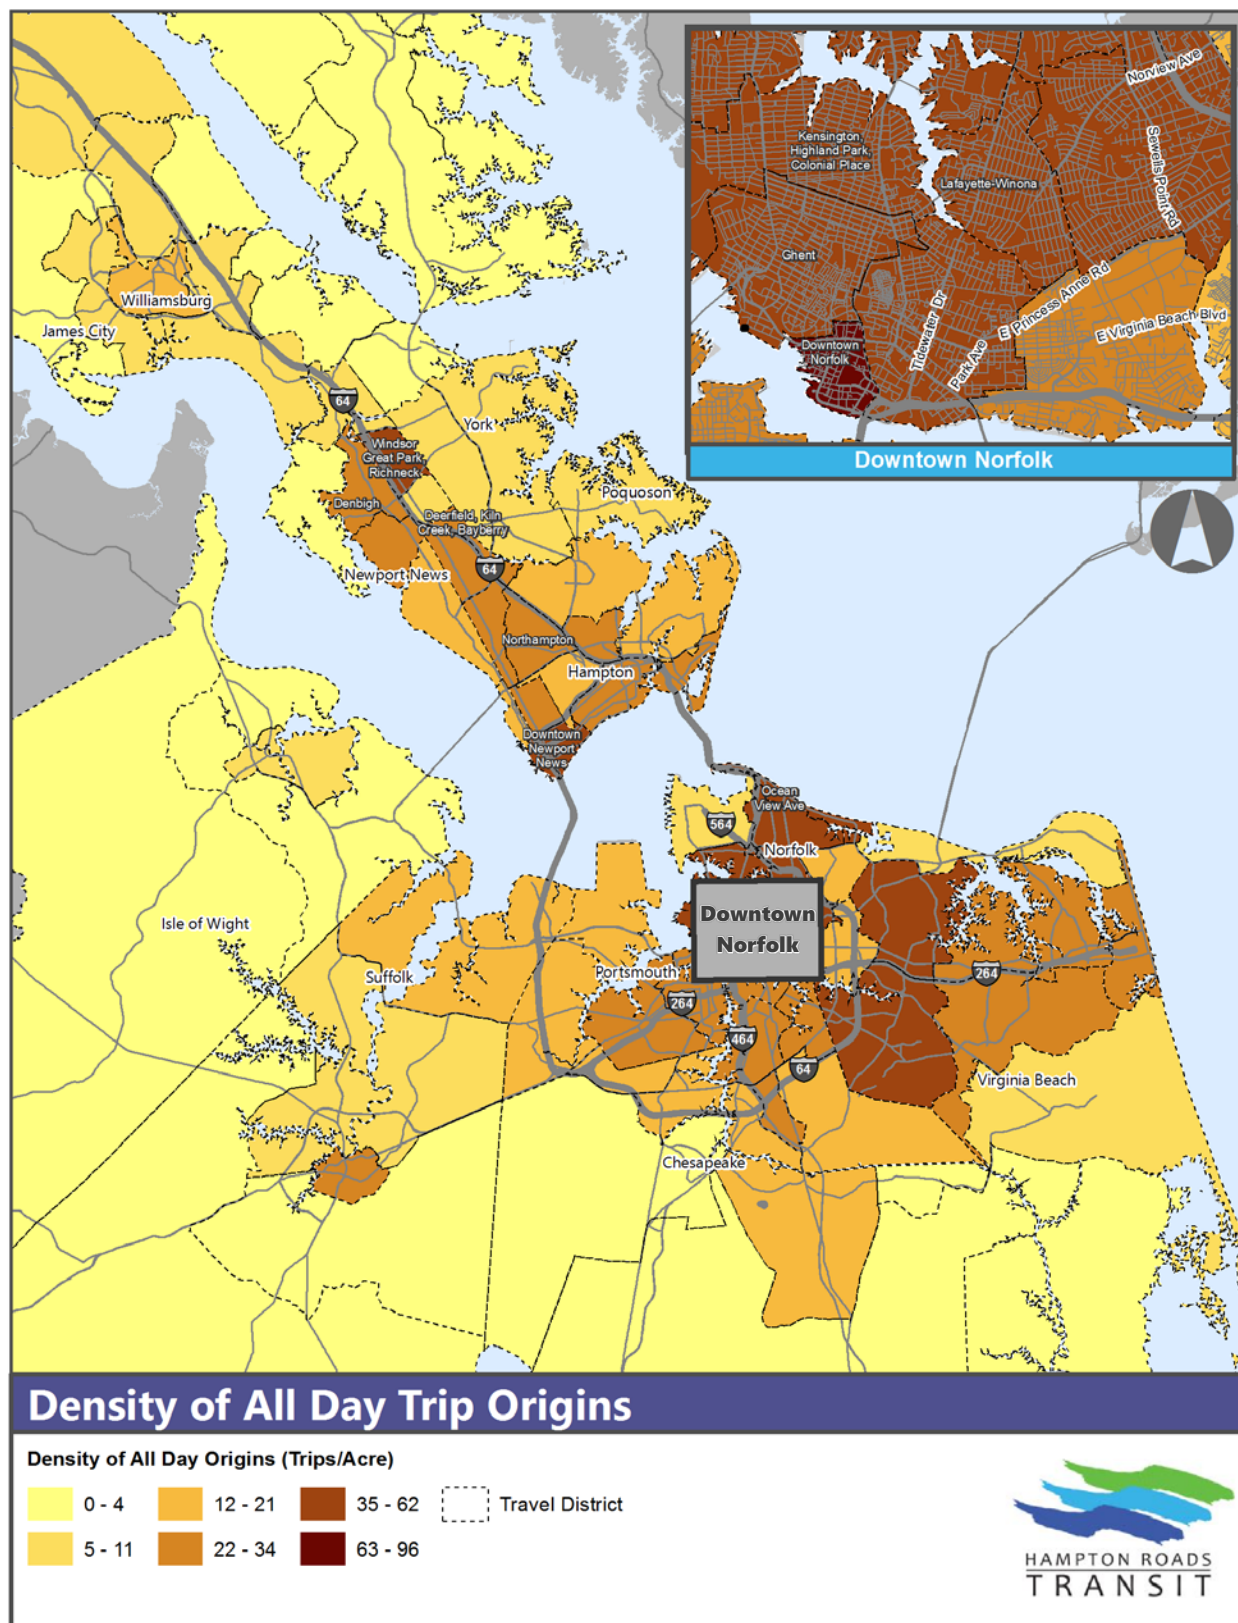 Norview Ave
Kensington,
Highland Park,
Colonial Place
Sewells Point Rd
Lafayette-Winona
Ghent
E Princess Anne Rd
E Virginia Beach Blvd
Tidewater Dr
Downtown
Norfolk
Park Ave
Downtown Norfolk
Williamsburg
James City
64
York
Windsor
Great Park,
Richneck
Denbigh
Poquoson
Deerfield, Kiln
Creek, Bayberry
64
Newport News
Northampton
Hampton
Downtown
Newport
News
Ocean
View Ave
564
Norfolk
Downtown
Norfolk
Isle of Wight
Suffolk
Portsmouth
264
264
464
64
Virginia Beach
Chesapeake
Density of All Day Trip Origins
Density of All Day Origins (Trips/Acre)
0 - 4
12 - 21
35 - 62
Travel District
5 - 11
22 - 34
63 - 96
HAMPTON ROADS
TRANSIT